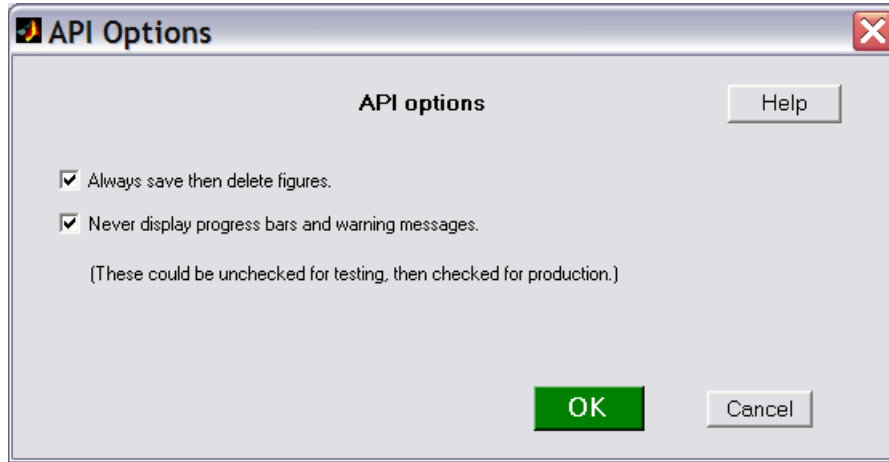 API Options
API options
Help
Always save then delete figures.
Never display progress bars and warning messages.
(These could be unchecked for testing, then checked for production.)
OK
Cancel